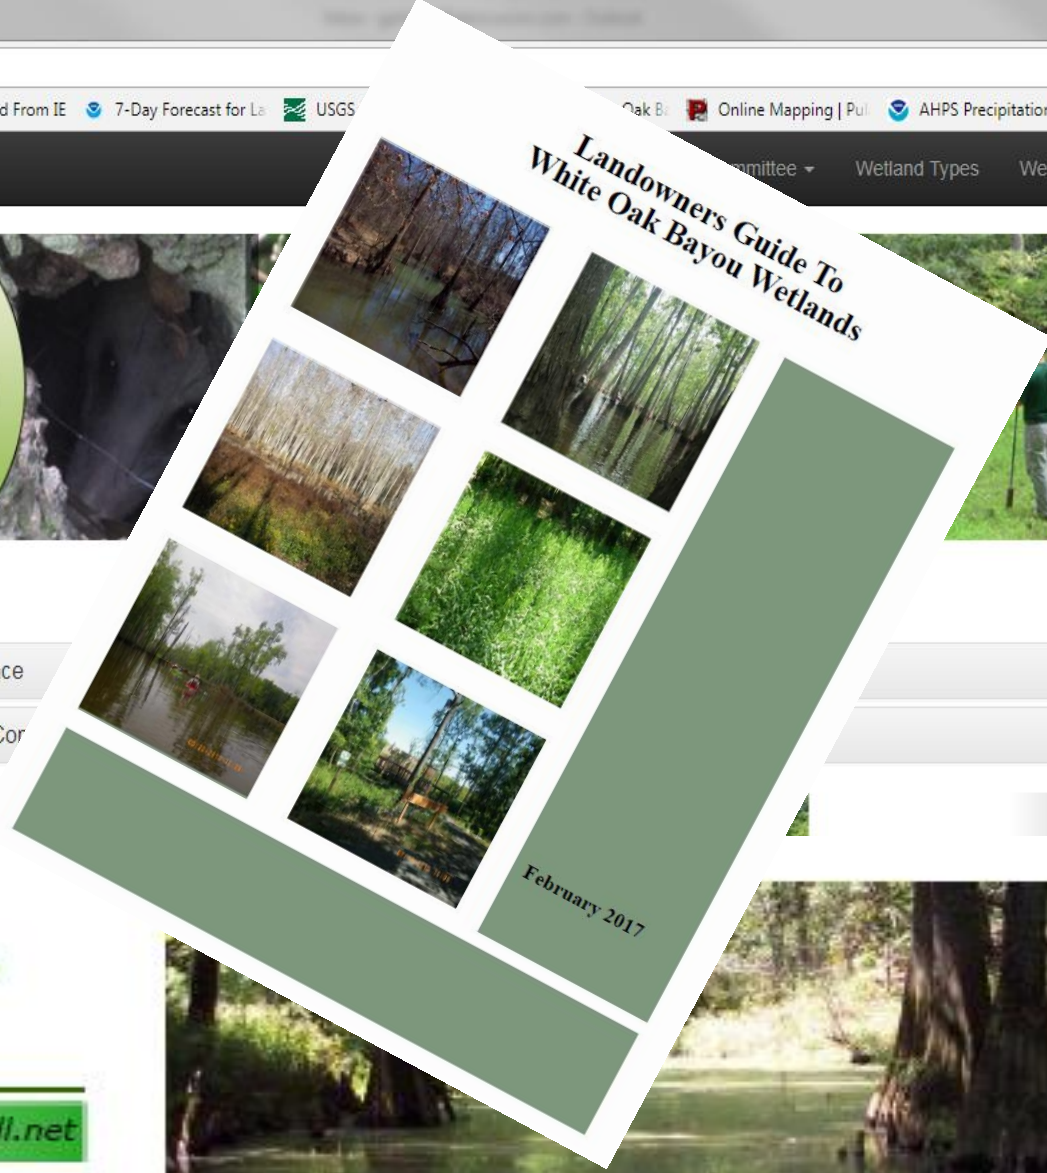 d From IE
7-Day Forecast for La
USGS
Oak B
Online Mapping | Pul
AHPS Precipitation
mmittee
Wetland Types
We
Landowners Guide To
White Oak Bayou Wetlands
ce
Cor
February 2017
ll.net